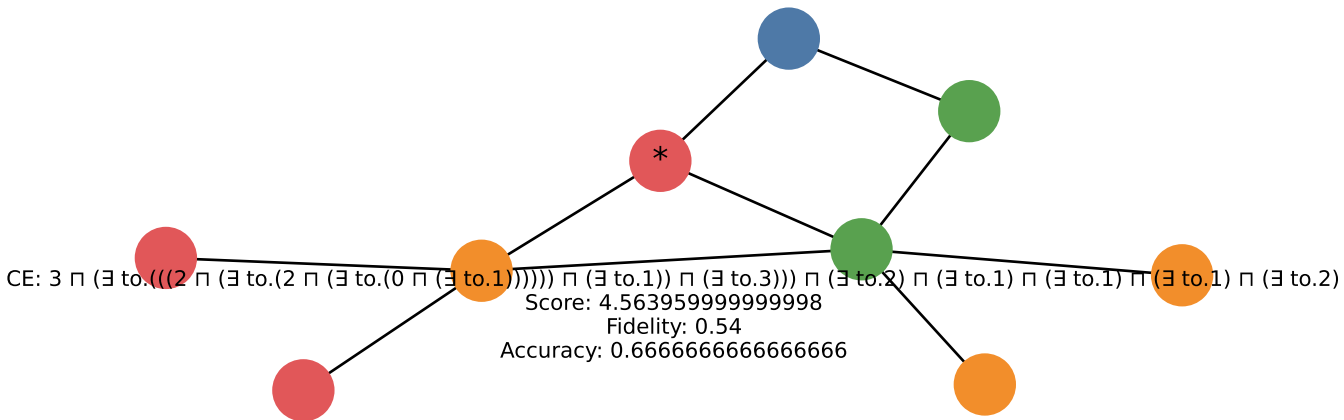 *
CE: 3 ⊓ (∃ to.(((2 ⊓ (∃ to.(2 ⊓ (∃ to.(0 ⊓ (∃ to.1)))))) ⊓ (∃ to.1)) ⊓ (∃ to.3))) ⊓ (∃ to.2) ⊓ (∃ to.1) ⊓ (∃ to.1) ⊓ (∃ to.1) ⊓ (∃ to.2)
Score: 4.563959999999998
Fidelity: 0.54
Accuracy: 0.6666666666666666